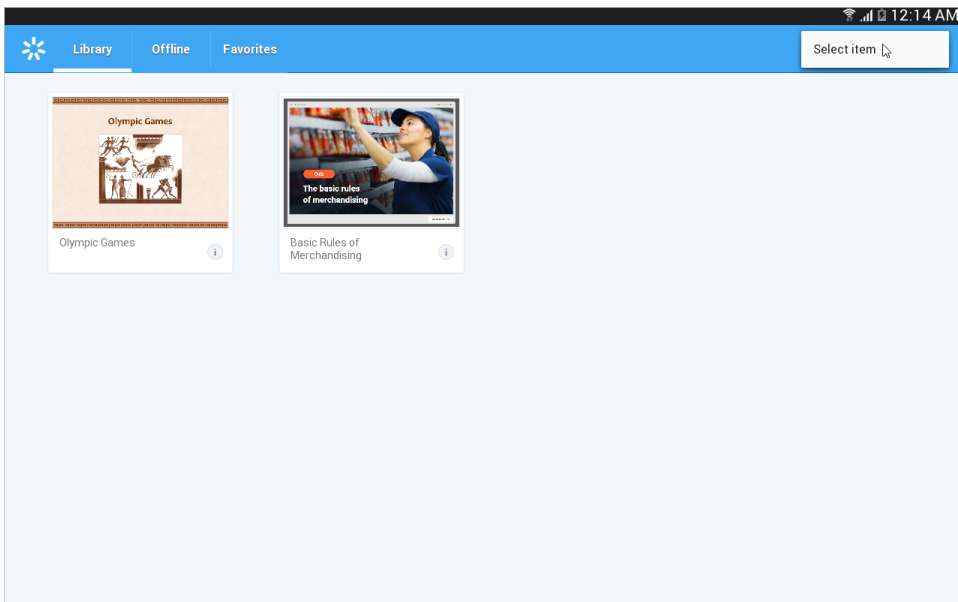 12:14 AM
Library
Offline
Favorites
Select item
Olympic Games
Quiz
The basic rules
of merchandising
Olympic Games
Basic Rules of
Merchandising